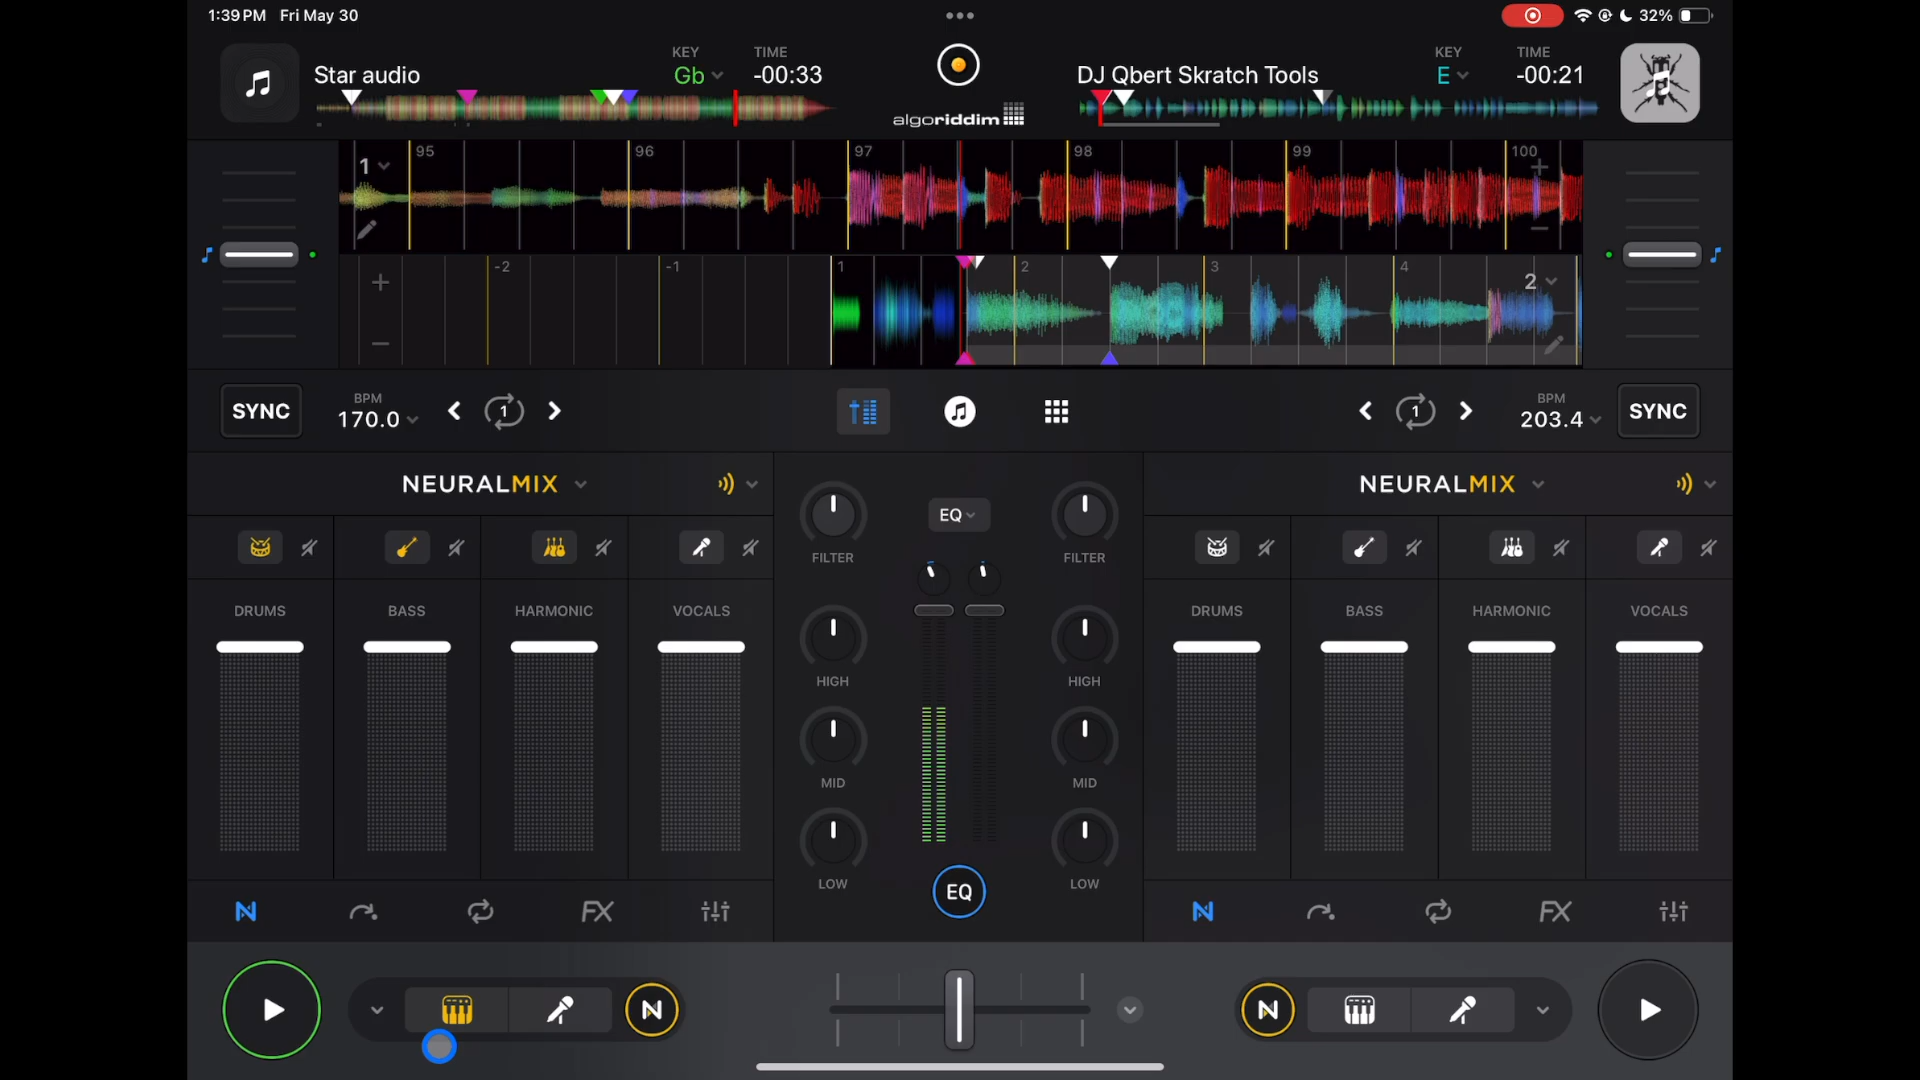 1:39 PM Fri May 30
32%
Star audio
KEY
Gb
TIME
-00:33
algoriddim
DJ Qbert Skratch Tools
KEY
E
TIME
-00:21
1
95
96
97
98
99
100
-2
-1
1
2
3
4
2
SYNC
BPM
170.0
1
1
BPM
203.4
SYNC
NEURALMIX
EQ
NEURALMIX
FILTER
FILTER
DRUMS
BASS
HARMONIC
VOCALS
DRUMS
BASS
HARMONIC
VOCALS
HIGH
HIGH
MID
MID
LOW
EQ
LOW
FX
FX